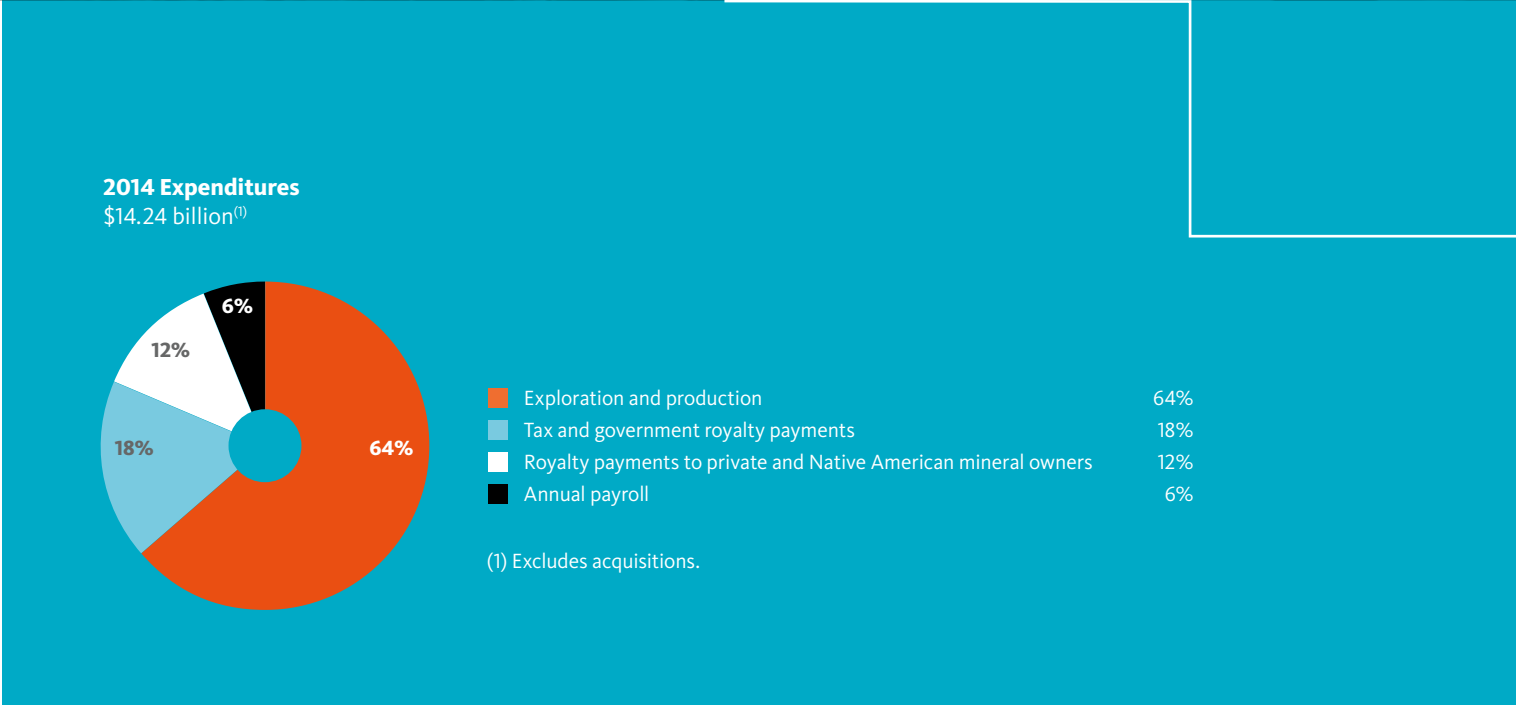 2014 Expenditures
$14.24 billion(1)
6%
12%
18%
64%
Exploration and production 64%
Tax and government royalty payments 18%
Royalty payments to private and Native American mineral owners 12%
Annual payroll 6%
(1) Excludes acquisitions.